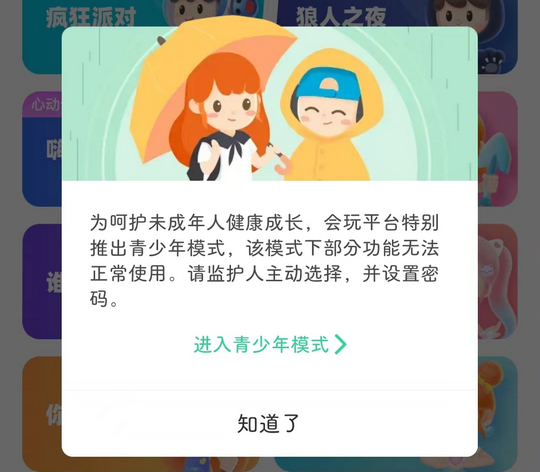 疯狂派对
狼人之夜
心动
嗨
为呵护未成年人健康成长，会玩平台特别
推出青少年模式，该模式下部分功能无法
正常使用。请监护人主动选择，并设置密
码。
谁
进入青少年模式
你
知道了